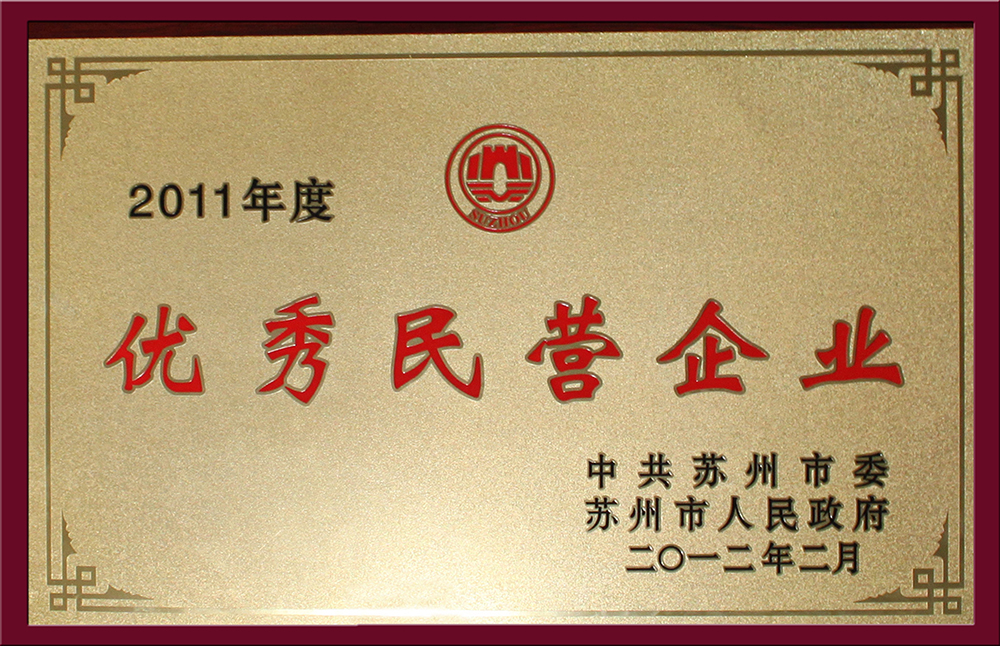 2011年度
SUZHOU
优秀民营企业
中共苏州市委
苏州市人民政府
二〇一二年二月